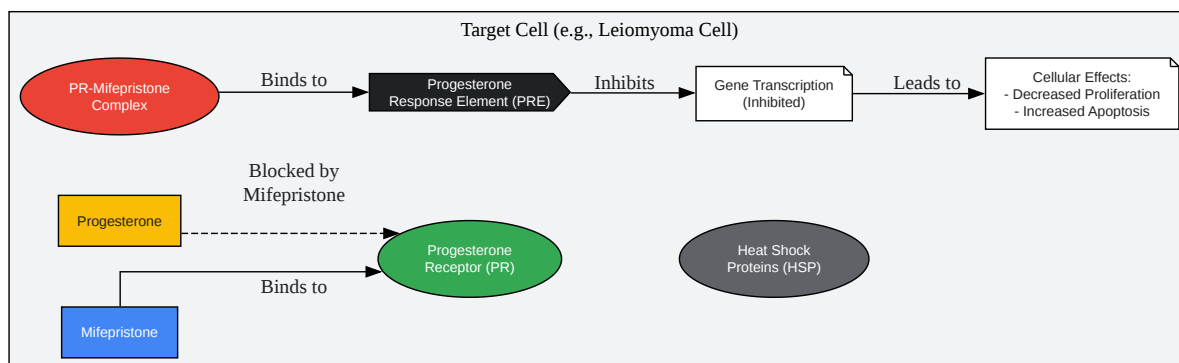 Target Cell (e.g., Leiomyoma Cell)
PR-Mifepristone
Complex
Binds to
Progesterone
Response Element (PRE)
Inhibits
Gene Transcription
(Inhibited)
Leads to
Cellular Effects:
- Decreased Proliferation
- Increased Apoptosis
Blocked by
Mifepristone
Progesterone
Progesterone
Receptor (PR)
Heat Shock
Proteins (HSP)
Binds to
Mifepristone